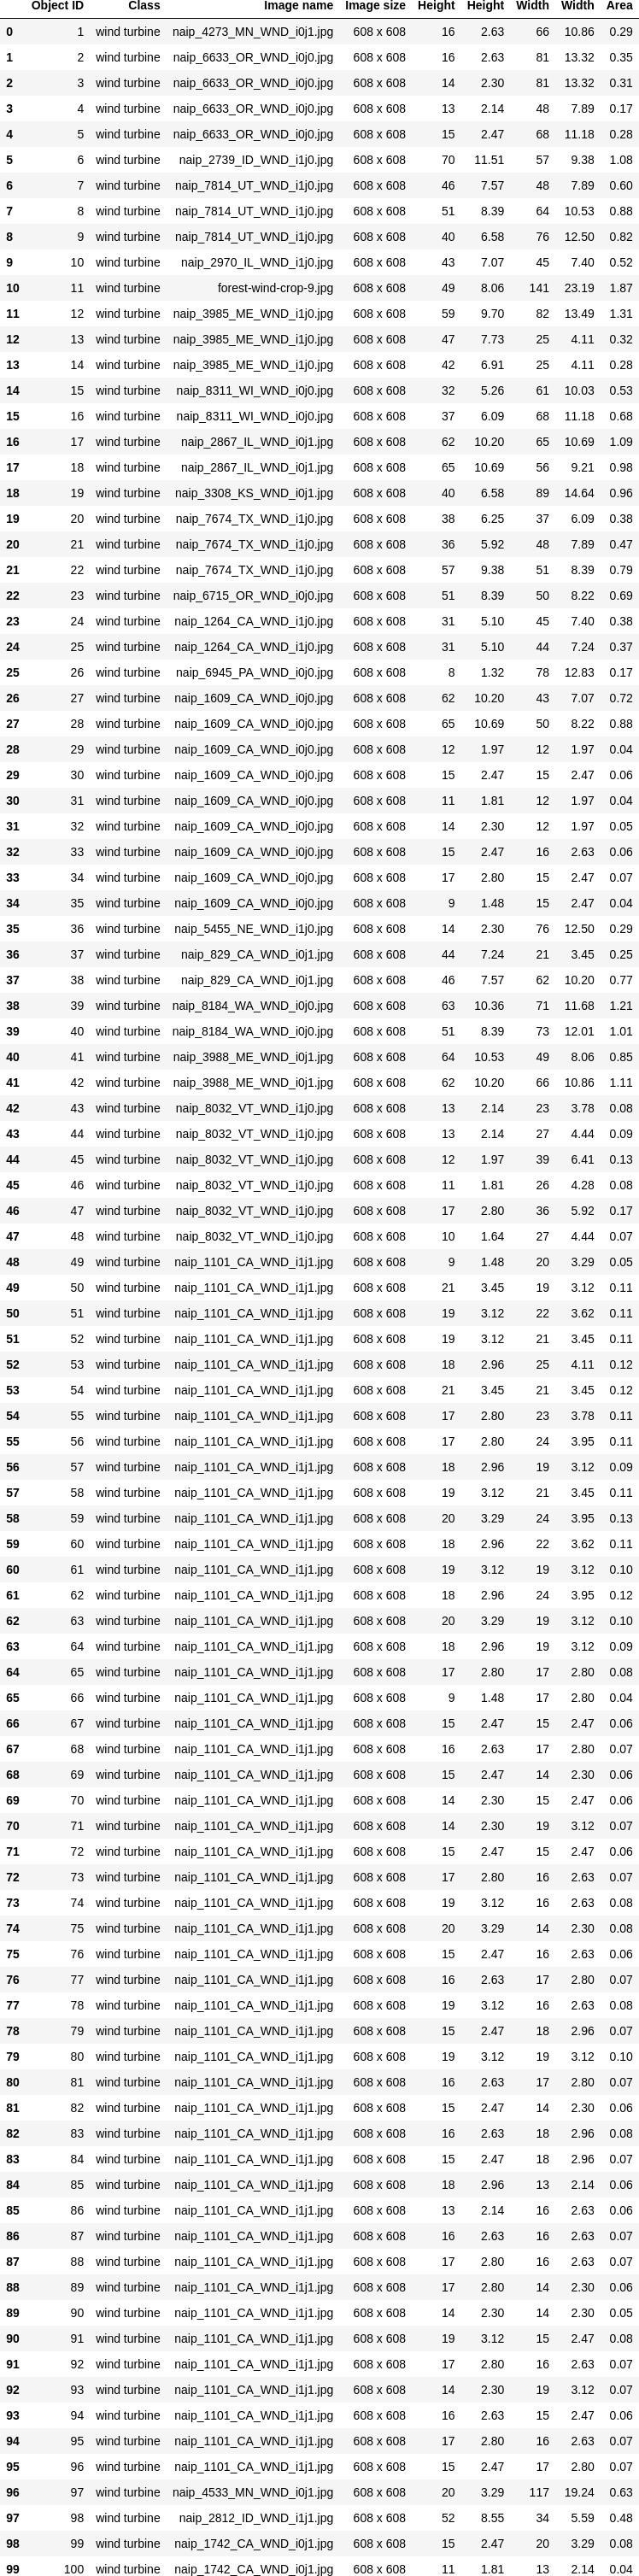 Object ID Class Image name Image size Height Height Width Width Area
0 1 wind turbine naip_4273_MN_WND_i0j1.jpg 608 x 608 16 2.63 66 10.86 0.29
1 2 wind turbine naip_6633_OR_WND_i0j0.jpg 608 x 608 16 2.63 81 13.32 0.35
2 3 wind turbine naip_6633_OR_WND_i0j0.jpg 608 x 608 14 2.30 81 13.32 0.31
3 4 wind turbine naip_6633_OR_WND_i0j0.jpg 608 x 608 13 2.14 48 7.89 0.17
4 5 wind turbine naip_6633_OR_WND_i0j0.jpg 608 x 608 15 2.47 68 11.18 0.28
5 6 wind turbine naip_2739_ID_WND_i1j0.jpg 608 x 608 70 11.51 57 9.38 1.08
6 7 wind turbine naip_7814_UT_WND_i1j0.jpg 608 x 608 46 7.57 48 7.89 0.60
7 8 wind turbine naip_7814_UT_WND_i1j0.jpg 608 x 608 51 8.39 64 10.53 0.88
8 9 wind turbine naip_7814_UT_WND_i1j0.jpg 608 x 608 40 6.58 76 12.50 0.82
9 10 wind turbine naip_2970_IL_WND_i1j0.jpg 608 x 608 43 7.07 45 7.40 0.52
10 11 wind turbine forest-wind-crop-9.jpg 608 x 608 49 8.06 141 23.19 1.87
11 12 wind turbine naip_3985_ME_WND_i1j0.jpg 608 x 608 59 9.70 82 13.49 1.31
12 13 wind turbine naip_3985_ME_WND_i1j0.jpg 608 x 608 47 7.73 25 4.11 0.32
13 14 wind turbine naip_3985_ME_WND_i1j0.jpg 608 x 608 42 6.91 25 4.11 0.28
14 15 wind turbine naip_8311_WI_WND_i0j0.jpg 608 x 608 32 5.26 61 10.03 0.53
15 16 wind turbine naip_8311_WI_WND_i0j0.jpg 608 x 608 37 6.09 68 11.18 0.68
16 17 wind turbine naip_2867_IL_WND_i0j1.jpg 608 x 608 62 10.20 65 10.69 1.09
17 18 wind turbine naip_2867_IL_WND_i0j1.jpg 608 x 608 65 10.69 56 9.21 0.98
18 19 wind turbine naip_3308_KS_WND_i0j1.jpg 608 x 608 40 6.58 89 14.64 0.96
19 20 wind turbine naip_7674_TX_WND_i1j0.jpg 608 x 608 38 6.25 37 6.09 0.38
20 21 wind turbine naip_7674_TX_WND_i1j0.jpg 608 x 608 36 5.92 48 7.89 0.47
21 22 wind turbine naip_7674_TX_WND_i1j0.jpg 608 x 608 57 9.38 51 8.39 0.79
22 23 wind turbine naip_6715_OR_WND_i0j0.jpg 608 x 608 51 8.39 50 8.22 0.69
23 24 wind turbine naip_1264_CA_WND_i1j0.jpg 608 x 608 31 5.10 45 7.40 0.38
24 25 wind turbine naip_1264_CA_WND_i1j0.jpg 608 x 608 31 5.10 44 7.24 0.37
25 26 wind turbine naip_6945_PA_WND_i0j0.jpg 608 x 608 8 1.32 78 12.83 0.17
26 27 wind turbine naip_1609_CA_WND_i0j0.jpg 608 x 608 62 10.20 43 7.07 0.72
27 28 wind turbine naip_1609_CA_WND_i0j0.jpg 608 x 608 65 10.69 50 8.22 0.88
28 29 wind turbine naip_1609_CA_WND_i0j0.jpg 608 x 608 12 1.97 12 1.97 0.04
29 30 wind turbine naip_1609_CA_WND_i0j0.jpg 608 x 608 15 2.47 15 2.47 0.06
30 31 wind turbine naip_1609_CA_WND_i0j0.jpg 608 x 608 11 1.81 12 1.97 0.04
31 32 wind turbine naip_1609_CA_WND_i0j0.jpg 608 x 608 14 2.30 12 1.97 0.05
32 33 wind turbine naip_1609_CA_WND_i0j0.jpg 608 x 608 15 2.47 16 2.63 0.06
33 34 wind turbine naip_1609_CA_WND_i0j0.jpg 608 x 608 17 2.80 15 2.47 0.07
34 35 wind turbine naip_1609_CA_WND_i0j0.jpg 608 x 608 9 1.48 15 2.47 0.04
35 36 wind turbine naip_5455_NE_WND_i1j0.jpg 608 x 608 14 2.30 76 12.50 0.29
36 37 wind turbine naip_829_CA_WND_i0j1.jpg 608 x 608 44 7.24 21 3.45 0.25
37 38 wind turbine naip_829_CA_WND_i0j1.jpg 608 x 608 46 7.57 62 10.20 0.77
38 39 wind turbine naip_8184_WA_WND_i0j0.jpg 608 x 608 63 10.36 71 11.68 1.21
39 40 wind turbine naip_8184_WA_WND_i0j0.jpg 608 x 608 51 8.39 73 12.01 1.01
40 41 wind turbine naip_3988_ME_WND_i0j1.jpg 608 x 608 64 10.53 49 8.06 0.85
41 42 wind turbine naip_3988_ME_WND_i0j1.jpg 608 x 608 62 10.20 66 10.86 1.11
42 43 wind turbine naip_8032_VT_WND_i1j0.jpg 608 x 608 13 2.14 23 3.78 0.08
43 44 wind turbine naip_8032_VT_WND_i1j0.jpg 608 x 608 13 2.14 27 4.44 0.09
44 45 wind turbine naip_8032_VT_WND_i1j0.jpg 608 x 608 12 1.97 39 6.41 0.13
45 46 wind turbine naip_8032_VT_WND_i1j0.jpg 608 x 608 11 1.81 26 4.28 0.08
46 47 wind turbine naip_8032_VT_WND_i1j0.jpg 608 x 608 17 2.80 36 5.92 0.17
47 48 wind turbine naip_8032_VT_WND_i1j0.jpg 608 x 608 10 1.64 27 4.44 0.07
48 49 wind turbine naip_1101_CA_WND_i1j1.jpg 608 x 608 9 1.48 20 3.29 0.05
49 50 wind turbine naip_1101_CA_WND_i1j1.jpg 608 x 608 21 3.45 19 3.12 0.11
50 51 wind turbine naip_1101_CA_WND_i1j1.jpg 608 x 608 19 3.12 22 3.62 0.11
51 52 wind turbine naip_1101_CA_WND_i1j1.jpg 608 x 608 19 3.12 21 3.45 0.11
52 53 wind turbine naip_1101_CA_WND_i1j1.jpg 608 x 608 18 2.96 25 4.11 0.12
53 54 wind turbine naip_1101_CA_WND_i1j1.jpg 608 x 608 21 3.45 21 3.45 0.12
54 55 wind turbine naip_1101_CA_WND_i1j1.jpg 608 x 608 17 2.80 23 3.78 0.11
55 56 wind turbine naip_1101_CA_WND_i1j1.jpg 608 x 608 17 2.80 24 3.95 0.11
56 57 wind turbine naip_1101_CA_WND_i1j1.jpg 608 x 608 18 2.96 19 3.12 0.09
57 58 wind turbine naip_1101_CA_WND_i1j1.jpg 608 x 608 19 3.12 21 3.45 0.11
58 59 wind turbine naip_1101_CA_WND_i1j1.jpg 608 x 608 20 3.29 24 3.95 0.13
59 60 wind turbine naip_1101_CA_WND_i1j1.jpg 608 x 608 18 2.96 22 3.62 0.11
60 61 wind turbine naip_1101_CA_WND_i1j1.jpg 608 x 608 19 3.12 19 3.12 0.10
61 62 wind turbine naip_1101_CA_WND_i1j1.jpg 608 x 608 18 2.96 24 3.95 0.12
62 63 wind turbine naip_1101_CA_WND_i1j1.jpg 608 x 608 20 3.29 19 3.12 0.10
63 64 wind turbine naip_1101_CA_WND_i1j1.jpg 608 x 608 18 2.96 19 3.12 0.09
64 65 wind turbine naip_1101_CA_WND_i1j1.jpg 608 x 608 17 2.80 17 2.80 0.08
65 66 wind turbine naip_1101_CA_WND_i1j1.jpg 608 x 608 9 1.48 17 2.80 0.04
66 67 wind turbine naip_1101_CA_WND_i1j1.jpg 608 x 608 15 2.47 15 2.47 0.06
67 68 wind turbine naip_1101_CA_WND_i1j1.jpg 608 x 608 16 2.63 17 2.80 0.07
68 69 wind turbine naip_1101_CA_WND_i1j1.jpg 608 x 608 15 2.47 14 2.30 0.06
69 70 wind turbine naip_1101_CA_WND_i1j1.jpg 608 x 608 14 2.30 15 2.47 0.06
70 71 wind turbine naip_1101_CA_WND_i1j1.jpg 608 x 608 14 2.30 19 3.12 0.07
71 72 wind turbine naip_1101_CA_WND_i1j1.jpg 608 x 608 15 2.47 15 2.47 0.06
72 73 wind turbine naip_1101_CA_WND_i1j1.jpg 608 x 608 17 2.80 16 2.63 0.07
73 74 wind turbine naip_1101_CA_WND_i1j1.jpg 608 x 608 19 3.12 16 2.63 0.08
74 75 wind turbine naip_1101_CA_WND_i1j1.jpg 608 x 608 20 3.29 14 2.30 0.08
75 76 wind turbine naip_1101_CA_WND_i1j1.jpg 608 x 608 15 2.47 16 2.63 0.06
76 77 wind turbine naip_1101_CA_WND_i1j1.jpg 608 x 608 16 2.63 17 2.80 0.07
77 78 wind turbine naip_1101_CA_WND_i1j1.jpg 608 x 608 19 3.12 16 2.63 0.08
78 79 wind turbine naip_1101_CA_WND_i1j1.jpg 608 x 608 15 2.47 18 2.96 0.07
79 80 wind turbine naip_1101_CA_WND_i1j1.jpg 608 x 608 19 3.12 19 3.12 0.10
80 81 wind turbine naip_1101_CA_WND_i1j1.jpg 608 x 608 16 2.63 17 2.80 0.07
81 82 wind turbine naip_1101_CA_WND_i1j1.jpg 608 x 608 15 2.47 14 2.30 0.06
82 83 wind turbine naip_1101_CA_WND_i1j1.jpg 608 x 608 16 2.63 18 2.96 0.08
83 84 wind turbine naip_1101_CA_WND_i1j1.jpg 608 x 608 15 2.47 18 2.96 0.07
84 85 wind turbine naip_1101_CA_WND_i1j1.jpg 608 x 608 18 2.96 13 2.14 0.06
85 86 wind turbine naip_1101_CA_WND_i1j1.jpg 608 x 608 13 2.14 16 2.63 0.06
86 87 wind turbine naip_1101_CA_WND_i1j1.jpg 608 x 608 16 2.63 16 2.63 0.07
87 88 wind turbine naip_1101_CA_WND_i1j1.jpg 608 x 608 17 2.80 16 2.63 0.07
88 89 wind turbine naip_1101_CA_WND_i1j1.jpg 608 x 608 17 2.80 14 2.30 0.06
89 90 wind turbine naip_1101_CA_WND_i1j1.jpg 608 x 608 14 2.30 14 2.30 0.05
90 91 wind turbine naip_1101_CA_WND_i1j1.jpg 608 x 608 19 3.12 15 2.47 0.08
91 92 wind turbine naip_1101_CA_WND_i1j1.jpg 608 x 608 17 2.80 16 2.63 0.07
92 93 wind turbine naip_1101_CA_WND_i1j1.jpg 608 x 608 14 2.30 19 3.12 0.07
93 94 wind turbine naip_1101_CA_WND_i1j1.jpg 608 x 608 16 2.63 15 2.47 0.06
94 95 wind turbine naip_1101_CA_WND_i1j1.jpg 608 x 608 17 2.80 16 2.63 0.07
95 96 wind turbine naip_1101_CA_WND_i1j1.jpg 608 x 608 15 2.47 17 2.80 0.07
96 97 wind turbine naip_4533_MN_WND_i0j1.jpg 608 x 608 20 3.29 117 19.24 0.63
97 98 wind turbine naip_2812_ID_WND_i1j1.jpg 608 x 608 52 8.55 34 5.59 0.48
98 99 wind turbine naip_1742_CA_WND_i0j1.jpg 608 x 608 15 2.47 20 3.29 0.08
99 100 wind turbine naip_1742_CA_WND_i0j1.jpg 608 x 608 11 1.81 13 2.14 0.04